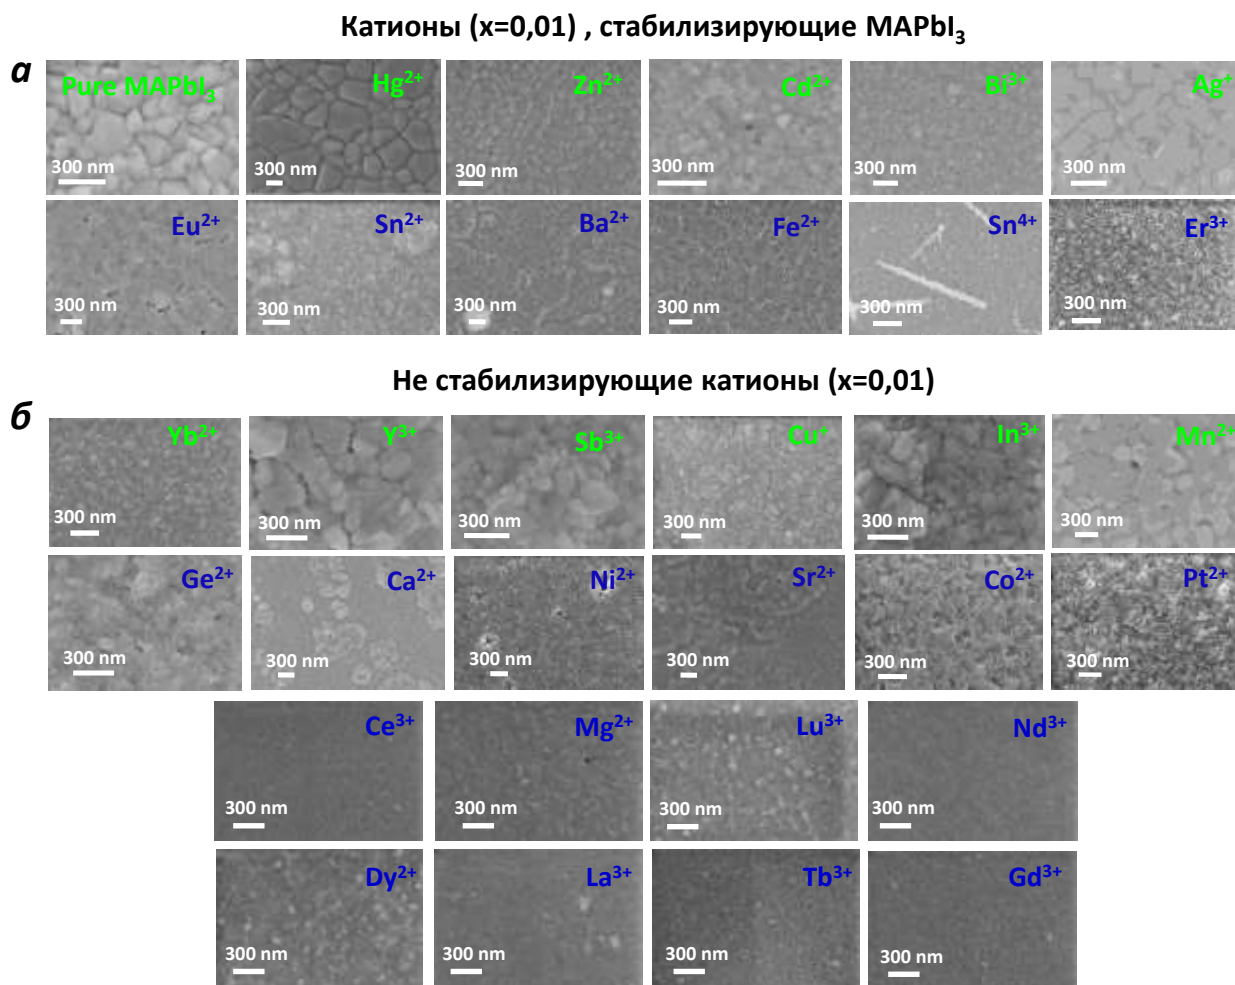 Катионы (x=0,01) , стабилизирующие MAPbI₃
а
Pure MAPbI₃
Hg²⁺
Zn²⁺
Cd²⁺
Bi³⁺
Ag⁺
300 nm
300 nm
300 nm
300 nm
300 nm
300 nm
Eu²⁺
Sn²⁺
Ba²⁺
Fe²⁺
Sn⁴⁺
Er³⁺
300 nm
300 nm
300 nm
300 nm
300 nm
300 nm
Не стабилизирующие катионы (x=0,01)
б
Yb²⁺
Y³⁺
Sb³⁺
Cu⁺
In³⁺
Mn²⁺
300 nm
300 nm
300 nm
300 nm
300 nm
300 nm
Ge²⁺
Ca²⁺
Ni²⁺
Sr²⁺
Co²⁺
Pt²⁺
300 nm
300 nm
300 nm
300 nm
300 nm
300 nm
Ce³⁺
Mg²⁺
Lu³⁺
Nd³⁺
300 nm
300 nm
300 nm
300 nm
Dy²⁺
La³⁺
Tb³⁺
Gd³⁺
300 nm
300 nm
300 nm
300 nm